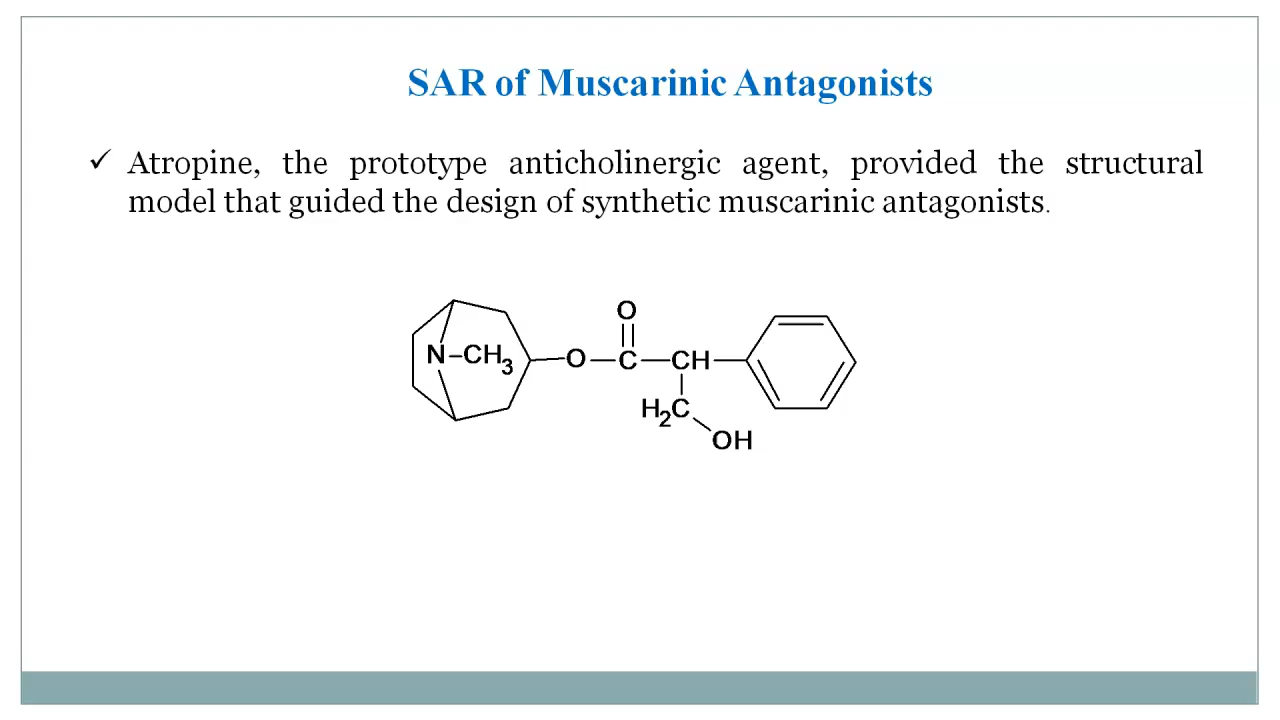 SAR of Muscarinic Antagonists
✓ Atropine, the prototype anticholinergic agent, provided the structural
model that guided the design of synthetic muscarinic antagonists.
O
N–CH3 O–C–CH
H2C
OH